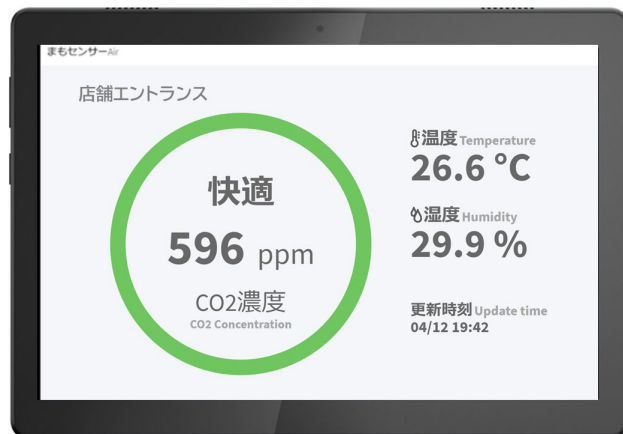 まもセンサーAir
店舗エントランス
快適
596 ppm
CO2濃度
CO2 Concentration
温度 Temperature
26.6 °C
湿度 Humidity
29.9 %
更新時刻 Update time
04/12 19:42